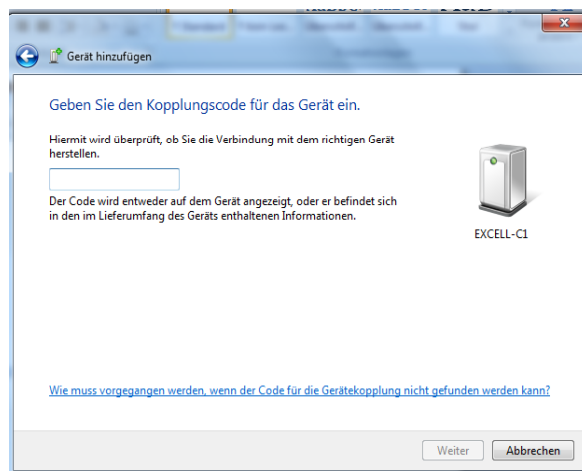 Gerät hinzufügen
Geben Sie den Kopplungscode für das Gerät ein.
Hiermit wird überprüft, ob Sie die Verbindung mit dem richtigen Gerät
herstellen.
Der Code wird entweder auf dem Gerät angezeigt, oder er befindet sich
in den im Lieferumfang des Geräts enthaltenen Informationen.
EXCELL-C1
Wie muss vorgegangen werden, wenn der Code für die Gerätekopplung nicht gefunden werden kann?
Weiter
Abbrechen